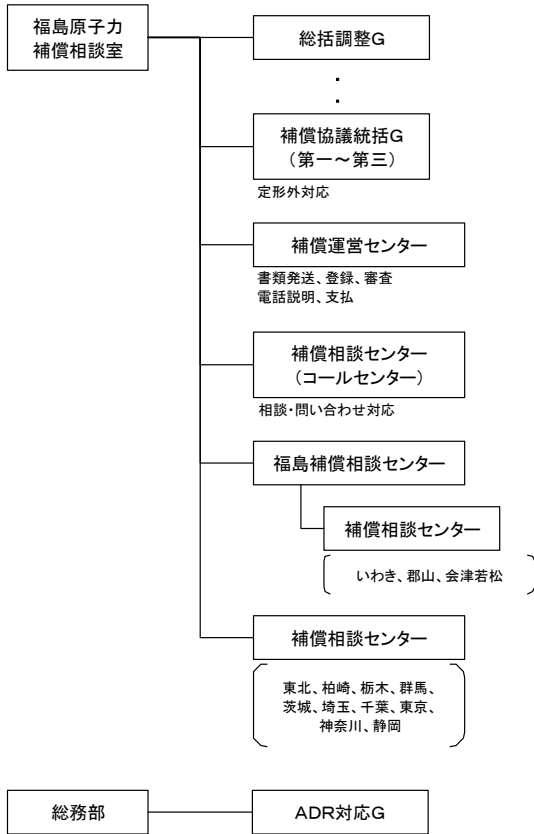 福島原子力
補償相談室
総括調整G
・
・
補償協議統括G
（第一～第三）
定形外対応
補償運営センター
書類発送、登録、審査
電話説明、支払
補償相談センター
（コールセンター）
相談・問い合わせ対応
福島補償相談センター
補償相談センター
いわき、郡山、会津若松
補償相談センター
東北、柏崎、栃木、群馬、
茨城、埼玉、千葉、東京、
神奈川、静岡
総務部
ADR対応G